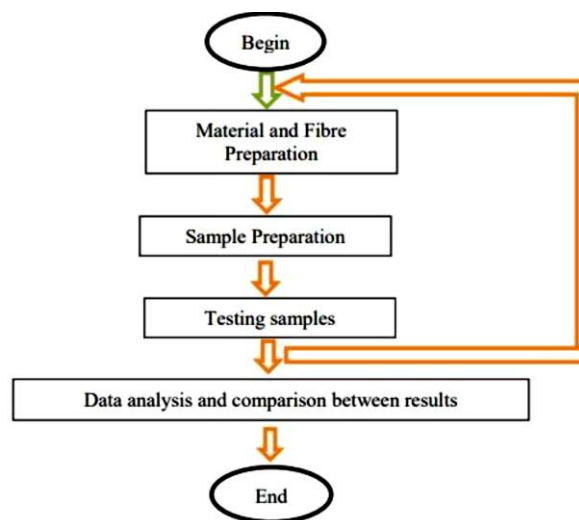 Begin
Material and Fibre
Preparation
Sample Preparation
Testing samples
Data analysis and comparison between results
End